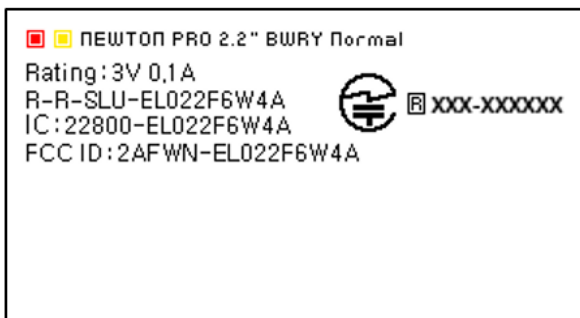 NEWTON PRO 2.2" BWRY Normal
Rating:3V 0.1A
R-R-SLU-EL022F6W4A
IC:22800-EL022F6W4A
FCC ID:2AFWN-EL022F6W4A
R XXX-XXXXXX